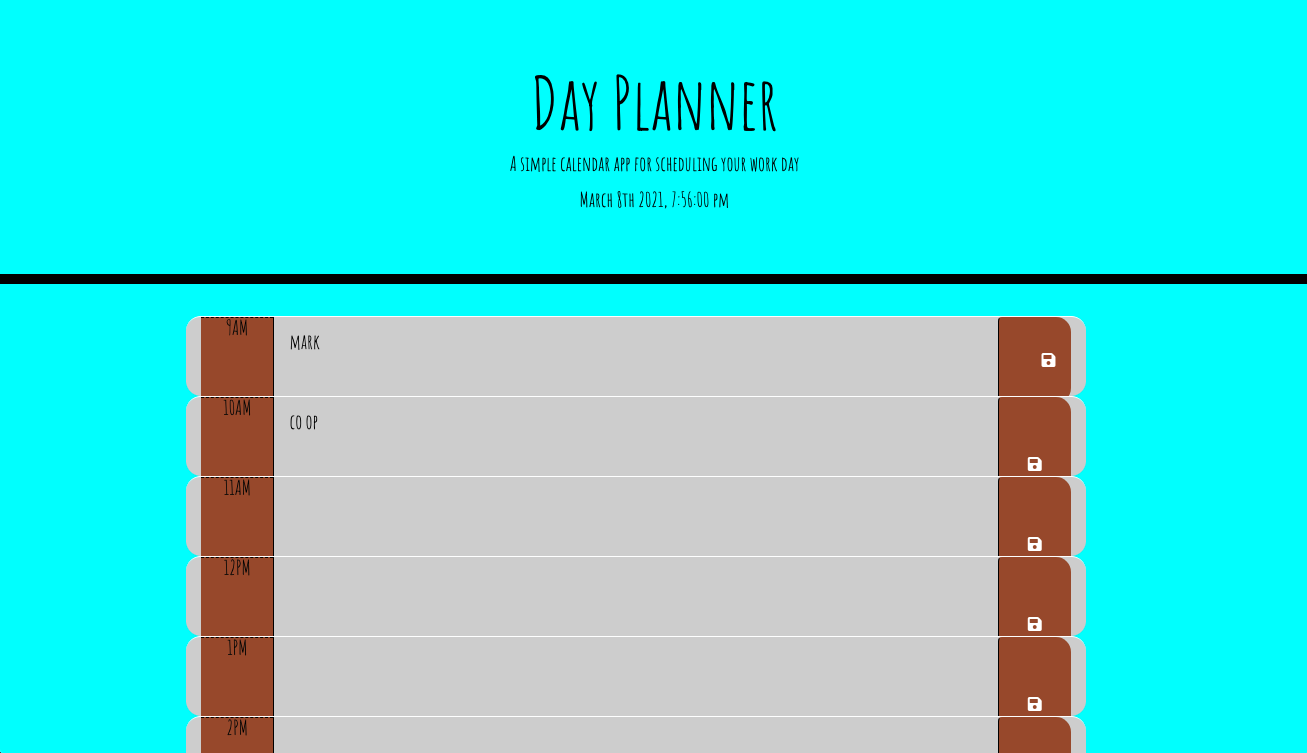 Day Planner
A simple calendar app for scheduling your work day
March 8th 2021, 7:56:00 pm
9AM
mark
10AM
co op
11AM
12PM
1PM
2PM